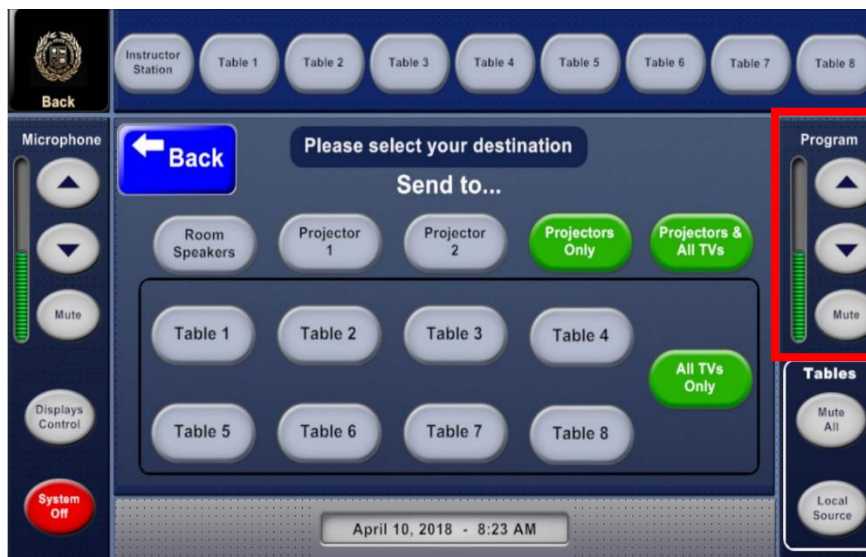 Back
Instructor
Station
Table 1
Table 2
Table 3
Table 4
Table 5
Table 6
Table 7
Table 8
Microphone
Mute
Displays
Control
System
Off
Back
Please select your destination
Send to...
Room
Speakers
Projector
1
Projector
2
Projectors
Only
Projectors &
All TVs
Table 1
Table 2
Table 3
Table 4
All TVs
Only
Table 5
Table 6
Table 7
Table 8
April 10, 2018 - 8:23 AM
Program
Mute
Tables
Mute
All
Local
Source